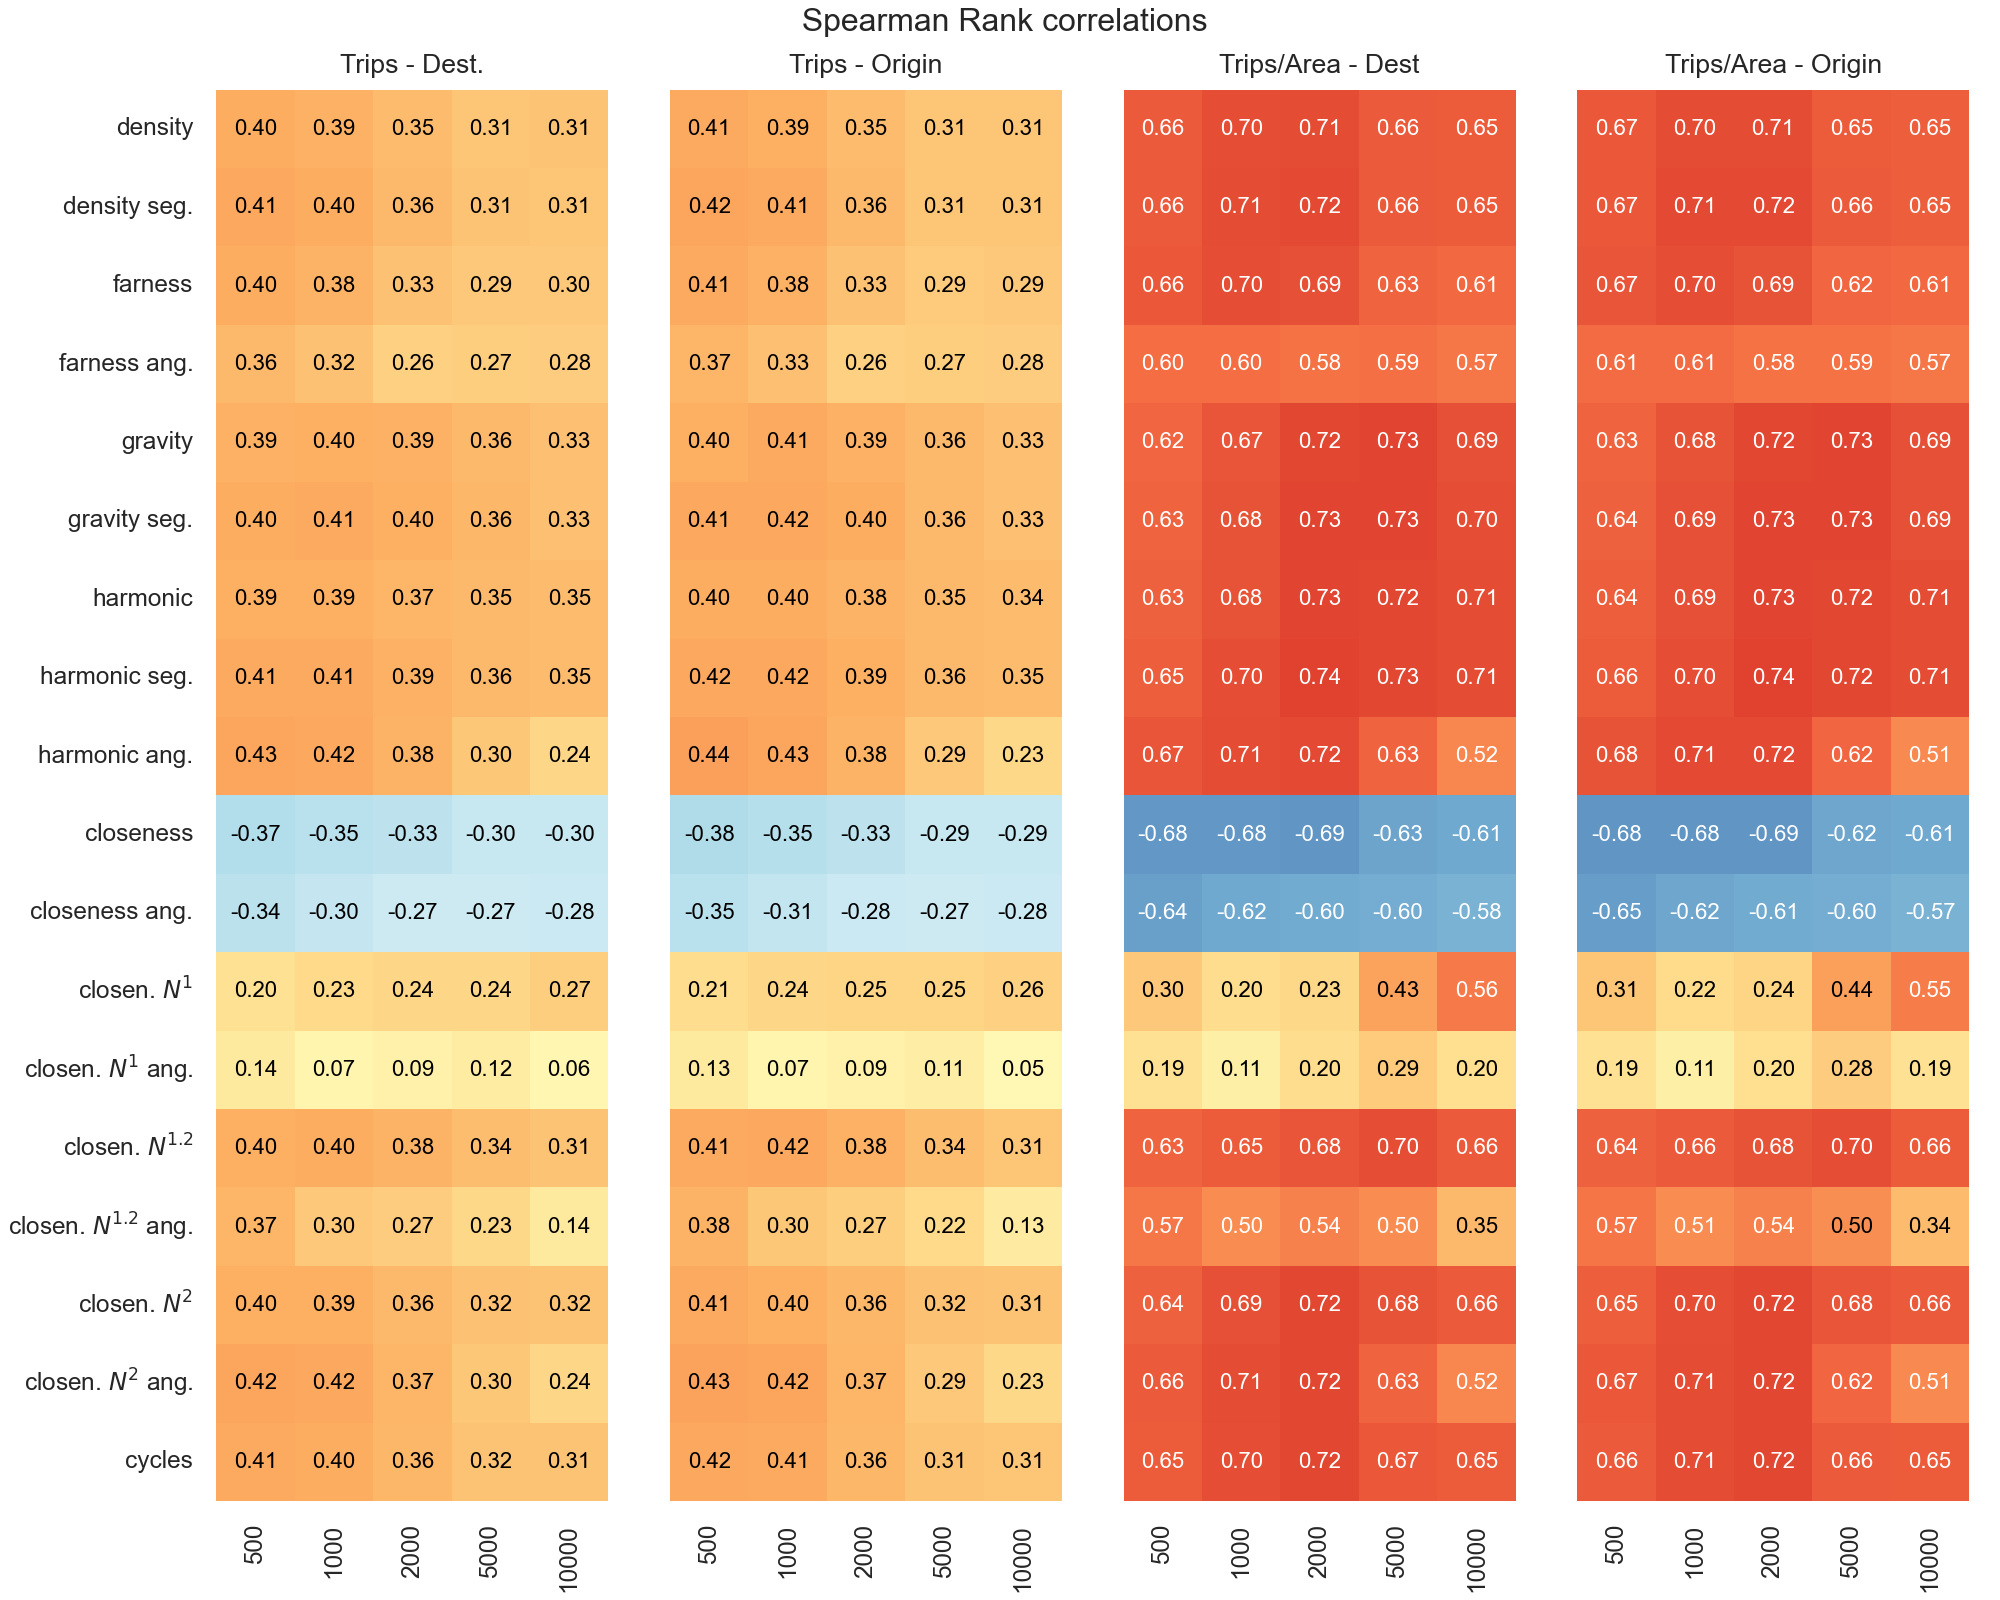 Spearman Rank correlations
Trips - Dest. Trips - Origin Trips/Area - Dest Trips/Area - Origin
density 0.40 0.39 0.35 0.31 0.31 0.41 0.39 0.35 0.31 0.31 0.66 0.70 0.71 0.66 0.65 0.67 0.70 0.71 0.65 0.65
density seg. 0.41 0.40 0.36 0.31 0.31 0.42 0.41 0.36 0.31 0.31 0.66 0.71 0.72 0.66 0.65 0.67 0.71 0.72 0.66 0.65
farness 0.40 0.38 0.33 0.29 0.30 0.41 0.38 0.33 0.29 0.29 0.66 0.70 0.69 0.63 0.61 0.67 0.70 0.69 0.62 0.61
farness ang. 0.36 0.32 0.26 0.27 0.28 0.37 0.33 0.26 0.27 0.28 0.60 0.60 0.58 0.59 0.57 0.61 0.61 0.58 0.59 0.57
gravity 0.39 0.40 0.39 0.36 0.33 0.40 0.41 0.39 0.36 0.33 0.62 0.67 0.72 0.73 0.69 0.63 0.68 0.72 0.73 0.69
gravity seg. 0.40 0.41 0.40 0.36 0.33 0.41 0.42 0.40 0.36 0.33 0.63 0.68 0.73 0.73 0.70 0.64 0.69 0.73 0.73 0.69
harmonic 0.39 0.39 0.37 0.35 0.35 0.40 0.40 0.38 0.35 0.34 0.63 0.68 0.73 0.72 0.71 0.64 0.69 0.73 0.72 0.71
harmonic seg. 0.41 0.41 0.39 0.36 0.35 0.42 0.42 0.39 0.36 0.35 0.65 0.70 0.74 0.73 0.71 0.66 0.70 0.74 0.72 0.71
harmonic ang. 0.43 0.42 0.38 0.30 0.24 0.44 0.43 0.38 0.29 0.23 0.67 0.71 0.72 0.63 0.52 0.68 0.71 0.72 0.62 0.51
closeness -0.37 -0.35 -0.33 -0.30 -0.30 -0.38 -0.35 -0.33 -0.29 -0.29 -0.68 -0.68 -0.69 -0.63 -0.61 -0.68 -0.68 -0.69 -0.62 -0.61
closeness ang. -0.34 -0.30 -0.27 -0.27 -0.28 -0.35 -0.31 -0.28 -0.27 -0.28 -0.64 -0.62 -0.60 -0.60 -0.58 -0.65 -0.62 -0.61 -0.60 -0.57
closen. N¹ 0.20 0.23 0.24 0.24 0.27 0.21 0.24 0.25 0.25 0.26 0.30 0.20 0.23 0.43 0.56 0.31 0.22 0.24 0.44 0.55
closen. N¹ ang. 0.14 0.07 0.09 0.12 0.06 0.13 0.07 0.09 0.11 0.05 0.19 0.11 0.20 0.29 0.20 0.19 0.11 0.20 0.28 0.19
closen. N^1.2 0.40 0.40 0.38 0.34 0.31 0.41 0.42 0.38 0.34 0.31 0.63 0.65 0.68 0.70 0.66 0.64 0.66 0.68 0.70 0.66
closen. N^1.2 ang. 0.37 0.30 0.27 0.23 0.14 0.38 0.30 0.27 0.22 0.13 0.57 0.50 0.54 0.50 0.35 0.57 0.51 0.54 0.50 0.34
closen. N² 0.40 0.39 0.36 0.32 0.32 0.41 0.40 0.36 0.32 0.31 0.64 0.69 0.72 0.68 0.66 0.65 0.70 0.72 0.68 0.66
closen. N² ang. 0.42 0.42 0.37 0.30 0.24 0.43 0.42 0.37 0.29 0.23 0.66 0.71 0.72 0.63 0.52 0.67 0.71 0.72 0.62 0.51
cycles 0.41 0.40 0.36 0.32 0.31 0.42 0.41 0.36 0.31 0.31 0.65 0.70 0.72 0.67 0.65 0.66 0.71 0.72 0.66 0.65
500 1000 2000 5000 10000 500 1000 2000 5000 10000 500 1000 2000 5000 10000 500 1000 2000 5000 10000